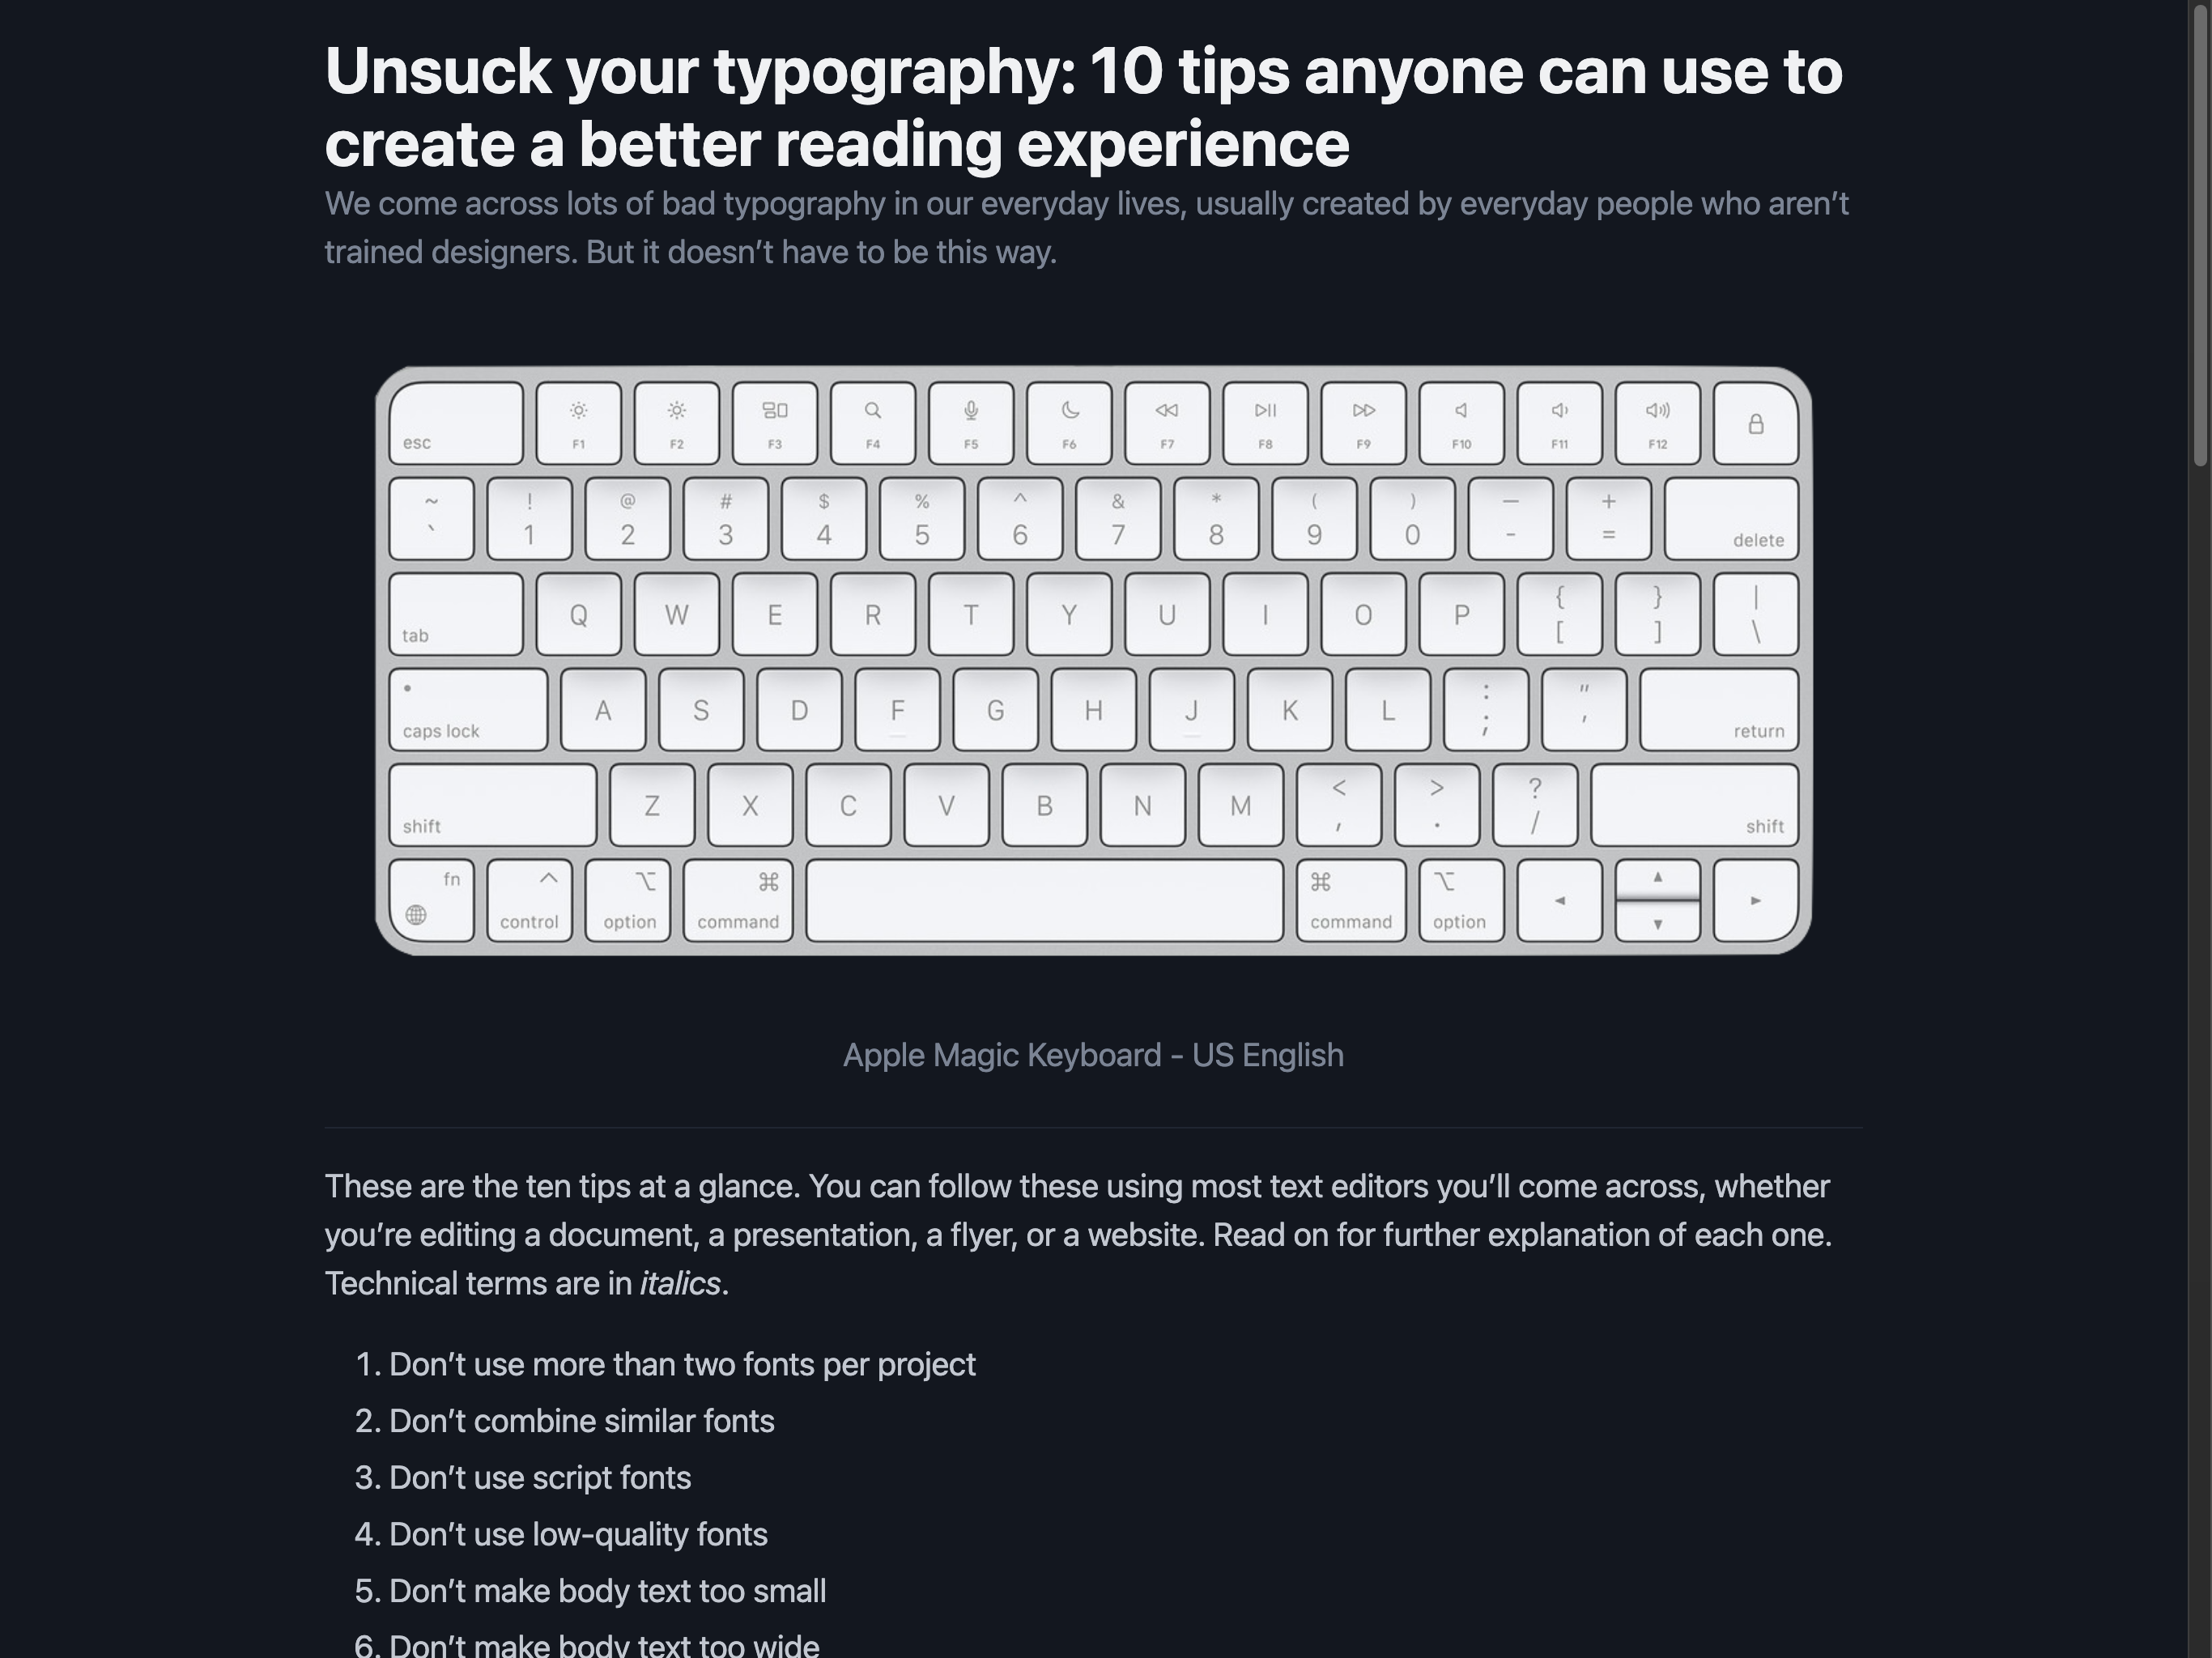 Unsuck your typography: 10 tips anyone can use to
create a better reading experience
We come across lots of bad typography in our everyday lives, usually created by everyday people who aren’t
trained designers. But it doesn’t have to be this way.
esc F1 F2 F3 F4 F5 F6 F7 F8 F9 F10 F11 F12
~ ! @ # $ % ^ & * ( ) — +
` 1 2 3 4 5 6 7 8 9 0 - = delete
tab Q W E R T Y U I O P { [ } ] | \
caps lock A S D F G H J K L : ; " ' return
shift Z X C V B N M < , > . ? / shift
fn ^ control ⌥ option ⌘ command ⌘ command ⌥ option ◀ ▲ ▼ ▶
Apple Magic Keyboard - US English
These are the ten tips at a glance. You can follow these using most text editors you’ll come across, whether
you’re editing a document, a presentation, a flyer, or a website. Read on for further explanation of each one.
Technical terms are in italics.
1. Don’t use more than two fonts per project
2. Don’t combine similar fonts
3. Don’t use script fonts
4. Don’t use low-quality fonts
5. Don’t make body text too small
6. Don’t make body text too wide